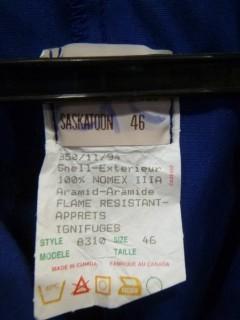 SASKATOON 46
350/11/94
Shell-Exterieur
100% NOMEX IIIA
Aramid-Aramide
FLAME RESISTANT-
APPRETS
IGNIFUGES
STYLE 8310 SIZE 46
MODELE TAILLE
MADE IN CANADA FABRIQUE AU CANADA